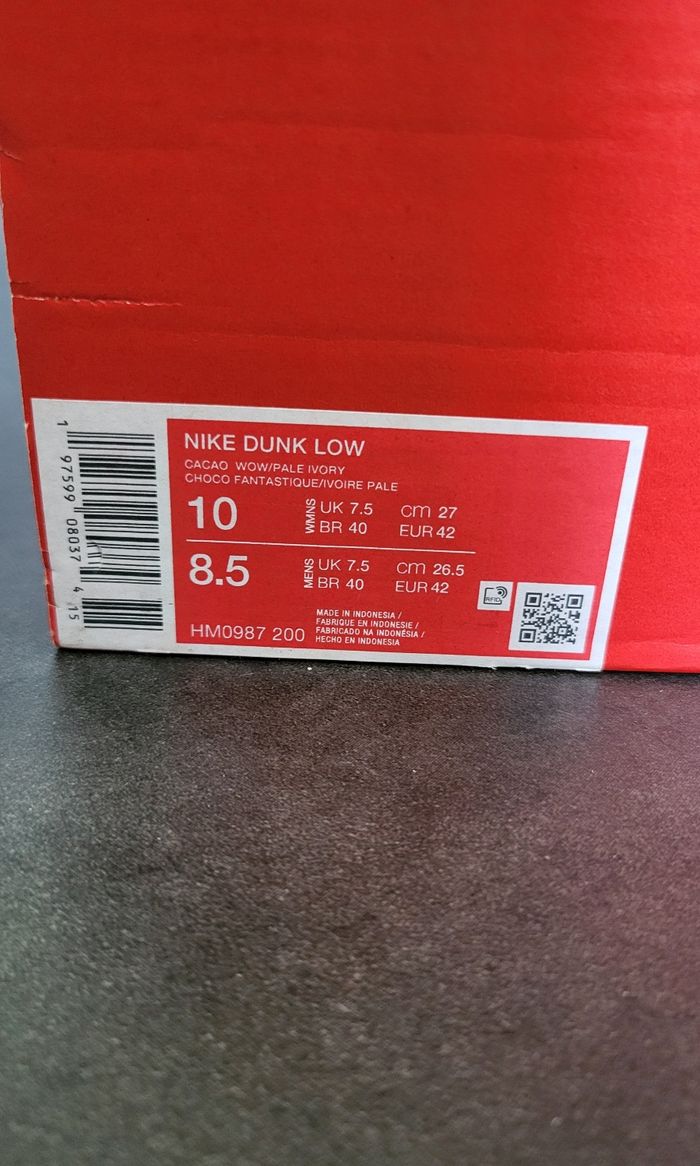 NIKE DUNK LOW
CACAO WOW/PALE IVORY
CHOCO FANTASTIQUE/IVOIRE PALE
10 WMNS UK 7.5 cm 27
BR 40 EUR 42
8.5 MENS UK 7.5 cm 26.5
BR 40 EUR 42
HM0987 200
MADE IN INDONESIA /
FABRIQUE EN INDONESIE /
FABRICADO NA INDONÉSIA /
HECHO EN INDONESIA
RFID
1 97599 08037 4 15